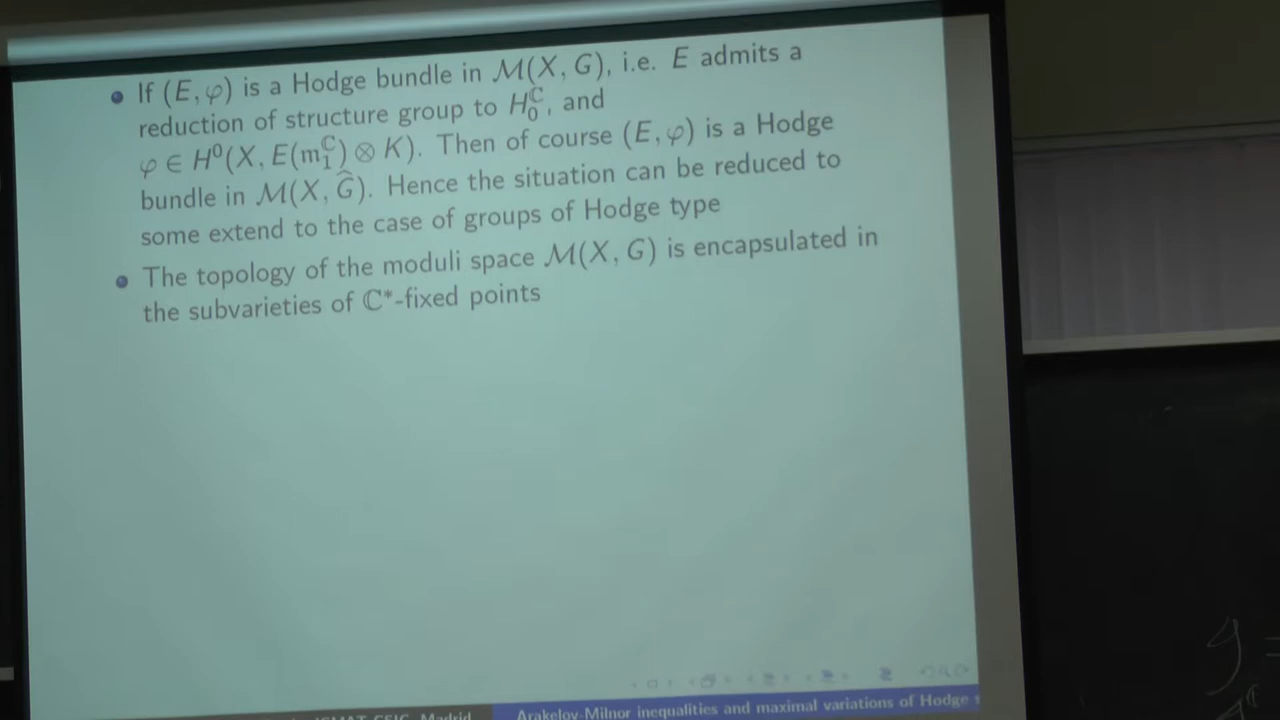 If (E, φ) is a Hodge bundle in ℳ(X, G), i.e. E admits a
reduction of structure group to H₀^ℂ, and
φ ∈ H⁰(X, E(𝔪₁^ℂ) ⊗ K). Then of course (E, φ) is a Hodge
bundle in ℳ(X, Ĝ). Hence the situation can be reduced to
some extend to the case of groups of Hodge type
The topology of the moduli space ℳ(X, G) is encapsulated in
the subvarieties of ℂ*-fixed points
Madrid
Arakelov-Milnor inequalities and maximal variations of Hodge